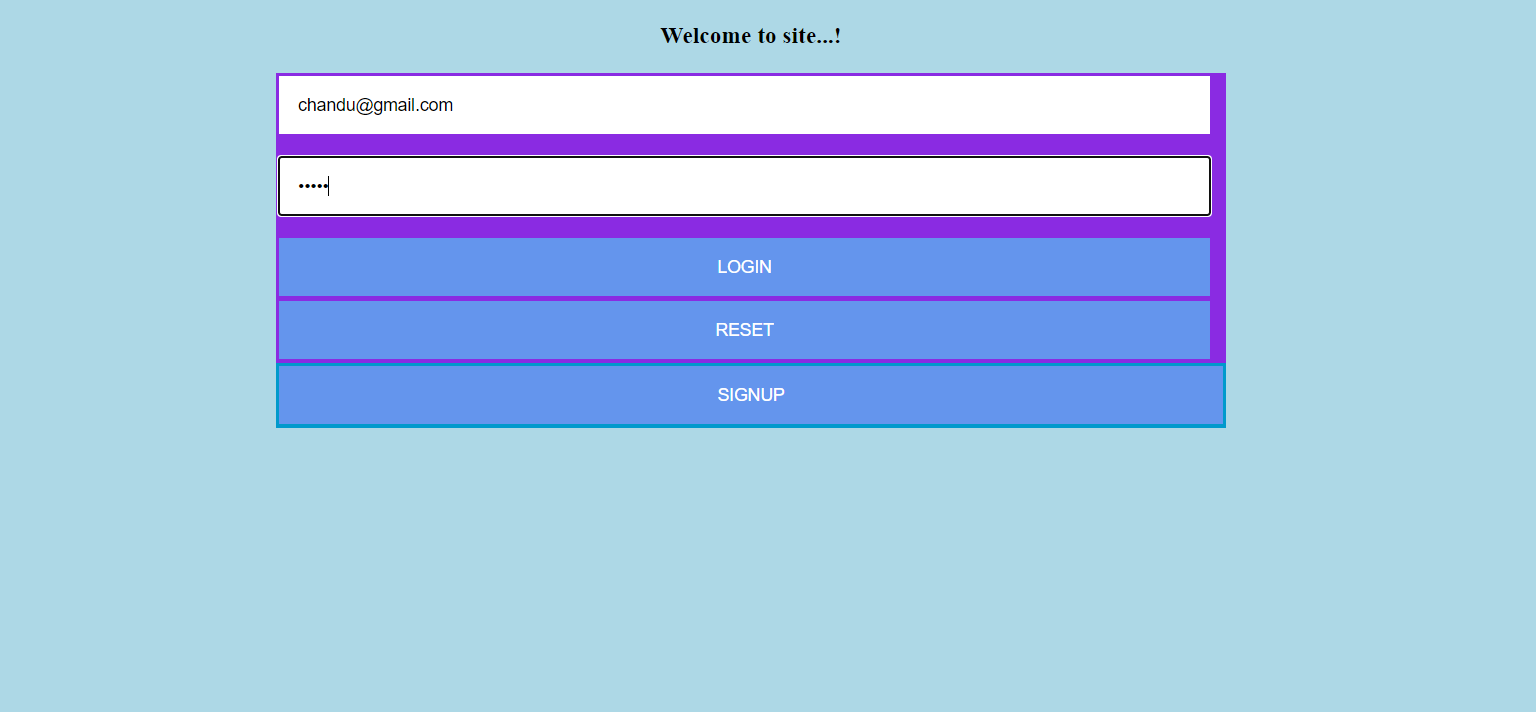 Welcome to site...!
chandu@gmail.com
•••••
LOGIN
RESET
SIGNUP